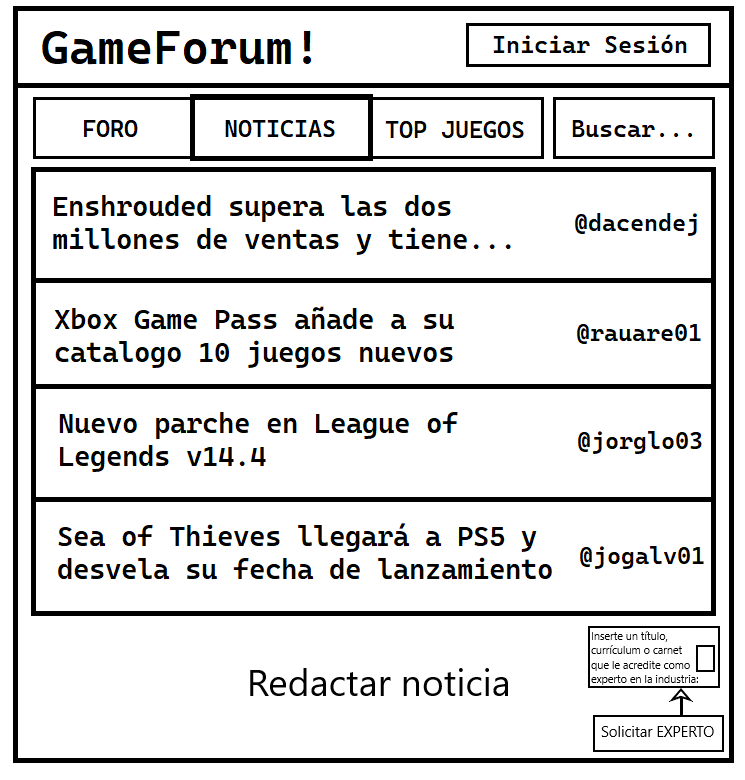 GameForum!
Iniciar Sesión
FORO
NOTICIAS
TOP JUEGOS
Buscar...
Enshrouded supera las dos
millones de ventas y tiene...
@dacendej
Xbox Game Pass añade a su
catalogo 10 juegos nuevos
@rauare01
Nuevo parche en League of
Legends v14.4
@jorglo03
Sea of Thieves llegará a PS5 y
desvela su fecha de lanzamiento
@jogalv01
Redactar noticia
Inserte un título,
currículum o carnet
que le acredite como
experto en la industria:
Solicitar EXPERTO